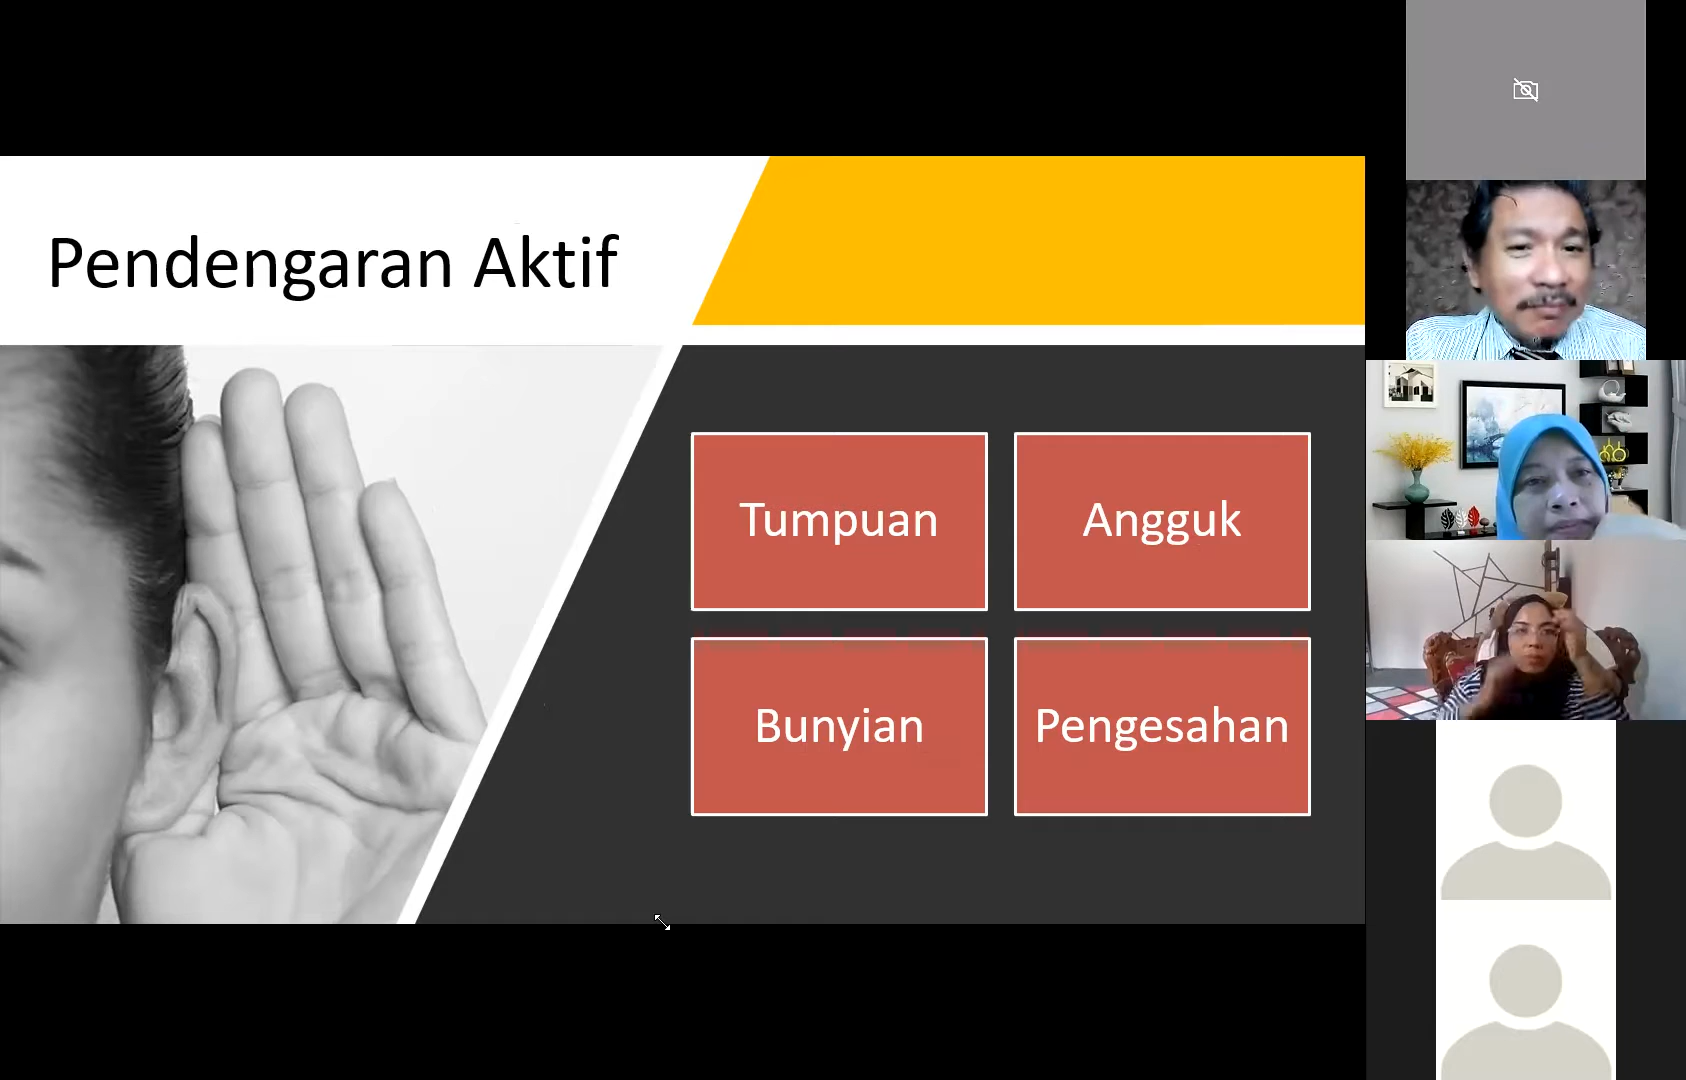 Pendengaran Aktif
Tumpuan
Angguk
Bunyian
Pengesahan